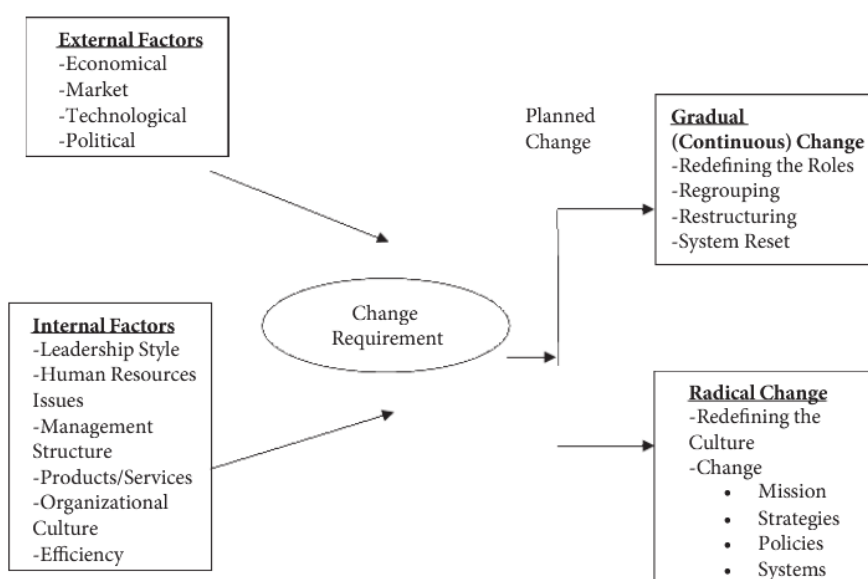 External Factors
-Economical
-Market
-Technological
-Political
Internal Factors
-Leadership Style
-Human Resources
Issues
-Management
Structure
-Products/Services
-Organizational
Culture
-Efficiency
Change
Requirement
Planned
Change
Gradual
(Continuous) Change
-Redefining the Roles
-Regrouping
-Restructuring
-System Reset
Radical Change
-Redefining the
Culture
-Change
• Mission
• Strategies
• Policies
• Systems